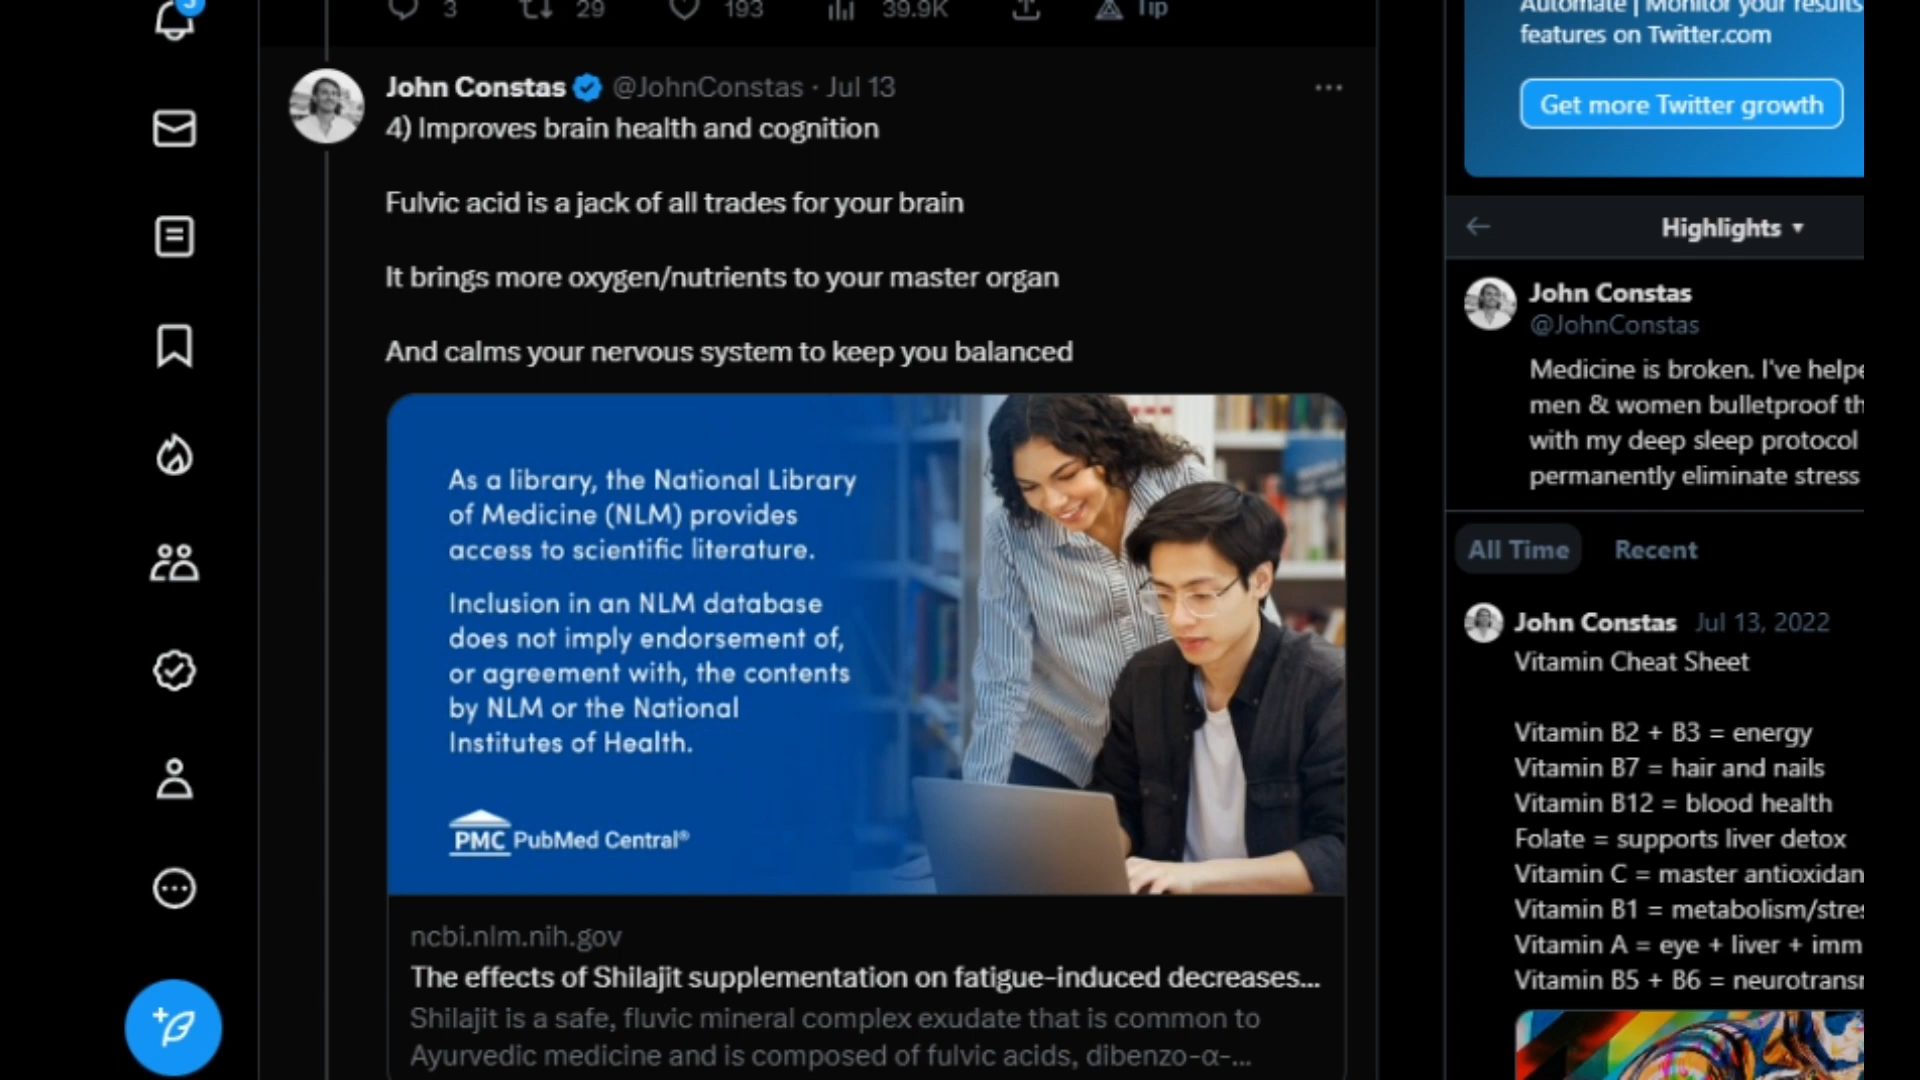 3
3 29 193 39.9K Tip
John Constas @JohnConstas · Jul 13
4) Improves brain health and cognition
Fulvic acid is a jack of all trades for your brain
It brings more oxygen/nutrients to your master organ
And calms your nervous system to keep you balanced
As a library, the National Library
of Medicine (NLM) provides
access to scientific literature.
Inclusion in an NLM database
does not imply endorsement of,
or agreement with, the contents
by NLM or the National
Institutes of Health.
PMC PubMed Central®
ncbi.nlm.nih.gov
The effects of Shilajit supplementation on fatigue-induced decreases...
Shilajit is a safe, fluvic mineral complex exudate that is common to
Ayurvedic medicine and is composed of fulvic acids, dibenzo-α-...
Automate | Monitor your results
features on Twitter.com
Get more Twitter growth
Highlights
John Constas
@JohnConstas
Medicine is broken. I've helpe
men & women bulletproof th
with my deep sleep protocol
permanently eliminate stress
All Time Recent
John Constas Jul 13, 2022
Vitamin Cheat Sheet
Vitamin B2 + B3 = energy
Vitamin B7 = hair and nails
Vitamin B12 = blood health
Folate = supports liver detox
Vitamin C = master antioxidan
Vitamin B1 = metabolism/stres
Vitamin A = eye + liver + imm
Vitamin B5 + B6 = neurotransm